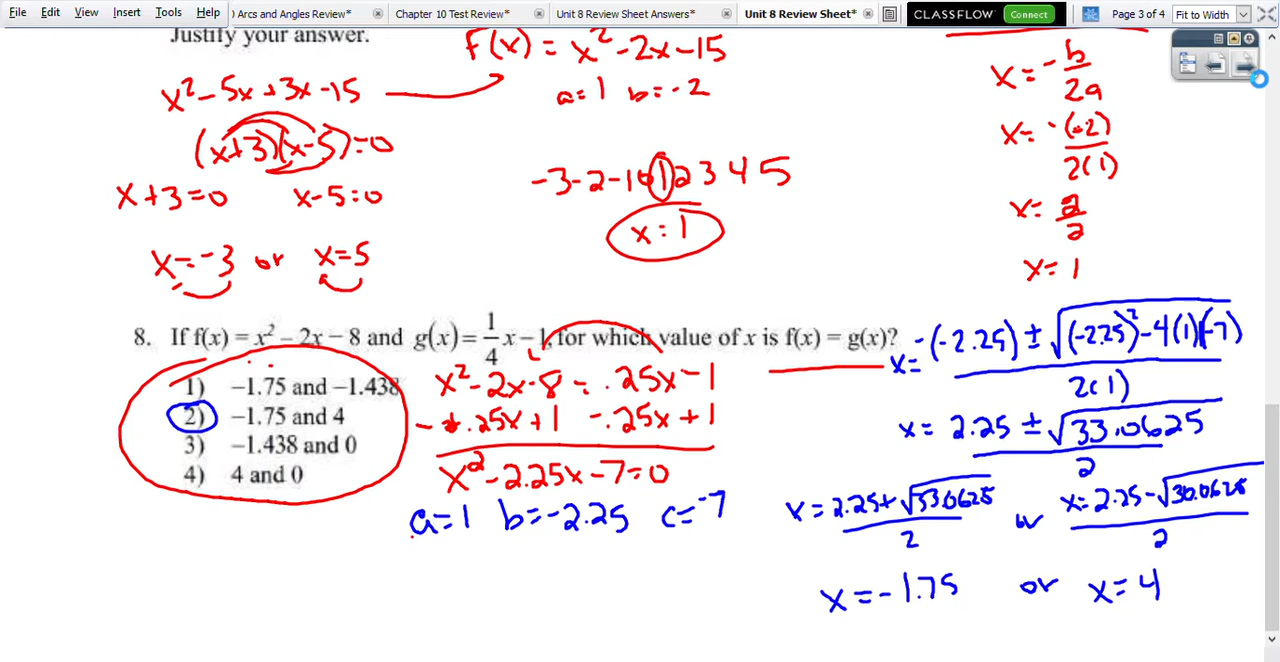 File Edit View Insert Tools Help
) Arcs and Angles Review* Chapter 10 Test Review* Unit 8 Review Sheet Answers* Unit 8 Review Sheet* CLASSFLOW Connect Page 3 of 4 Fit to Width
Justify your answer.
f(x) = x² - 2x - 15
a=1 b=-2
x² - 5x + 3x - 15
(x+3)(x-5)=0
x+3=0 x-5=0
x=-3 or x=5
-3 -2 -1 0 1 2 3 4 5
x=1
x = -b/2a
x = -(-2)/2(1)
x = 2/2
x = 1
8. If f(x) = x² – 2x – 8 and g(x) = 1/4 x – 1, for which value of x is f(x) = g(x)?
1) –1.75 and –1.438
2) –1.75 and 4
3) –1.438 and 0
4) 4 and 0
x² - 2x - 8 = .25x - 1
- .25x + 1 - .25x + 1
x² - 2.25x - 7 = 0
a=1 b=-2.25 c=-7
x = -(-2.25) ± √(-2.25)² - 4(1)(-7) / 2(1)
x = 2.25 ± √33.0625 / 2
x = 2.25 + √33.0625 / 2 or x = 2.25 - √30.0625 / 2
x = -1.75 or x = 4